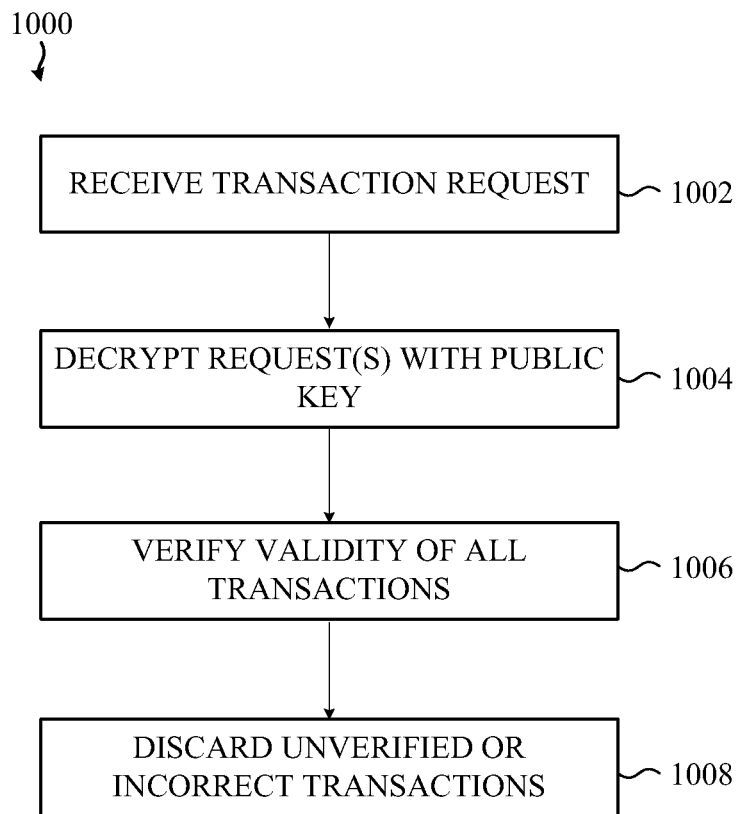 1000
RECEIVE TRANSACTION REQUEST
1002
DECRYPT REQUEST(S) WITH PUBLIC
KEY
1004
VERIFY VALIDITY OF ALL
TRANSACTIONS
1006
DISCARD UNVERIFIED OR
INCORRECT TRANSACTIONS
1008